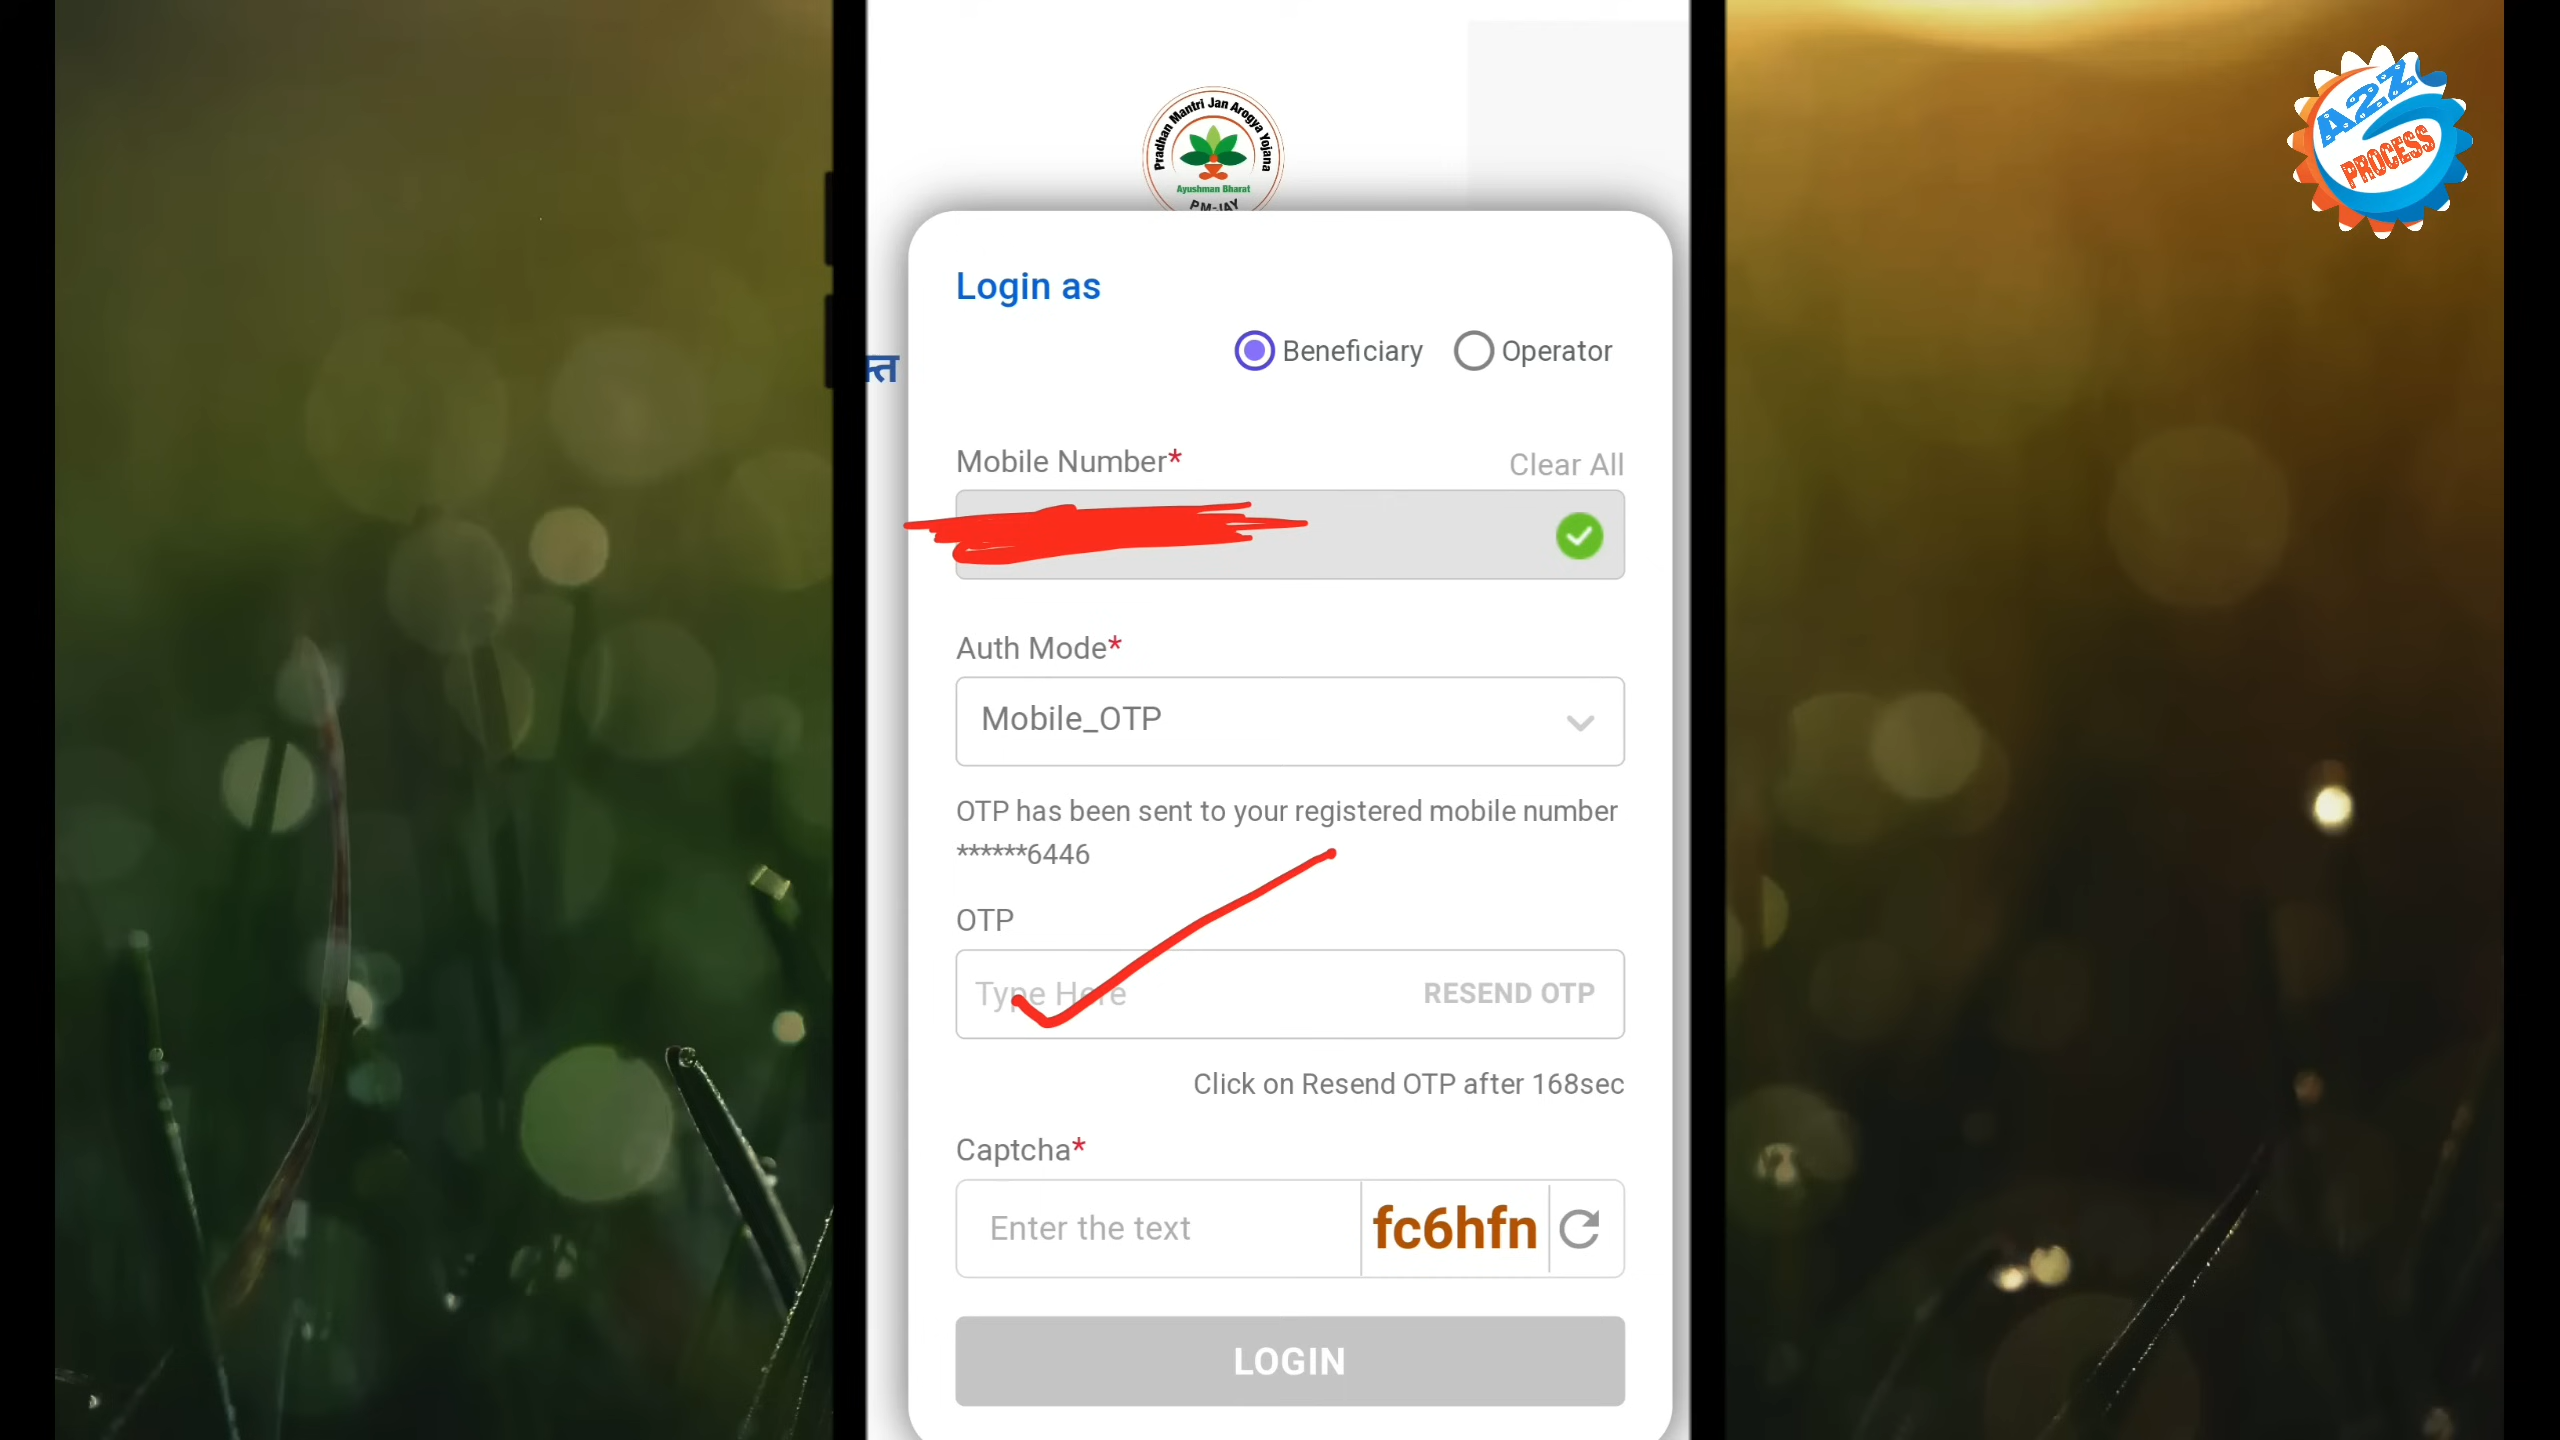 Pradhan Mantri Jan Arogya Yojana
Ayushman Bharat
PM-JAY
A2Z
PROCESS
Login as
Beneficiary
Operator
क्त
Mobile Number*
Clear All
Auth Mode*
Mobile_OTP
OTP has been sent to your registered mobile number
******6446
OTP
Type Here
RESEND OTP
Click on Resend OTP after 168sec
Captcha*
Enter the text
fc6hfn
LOGIN